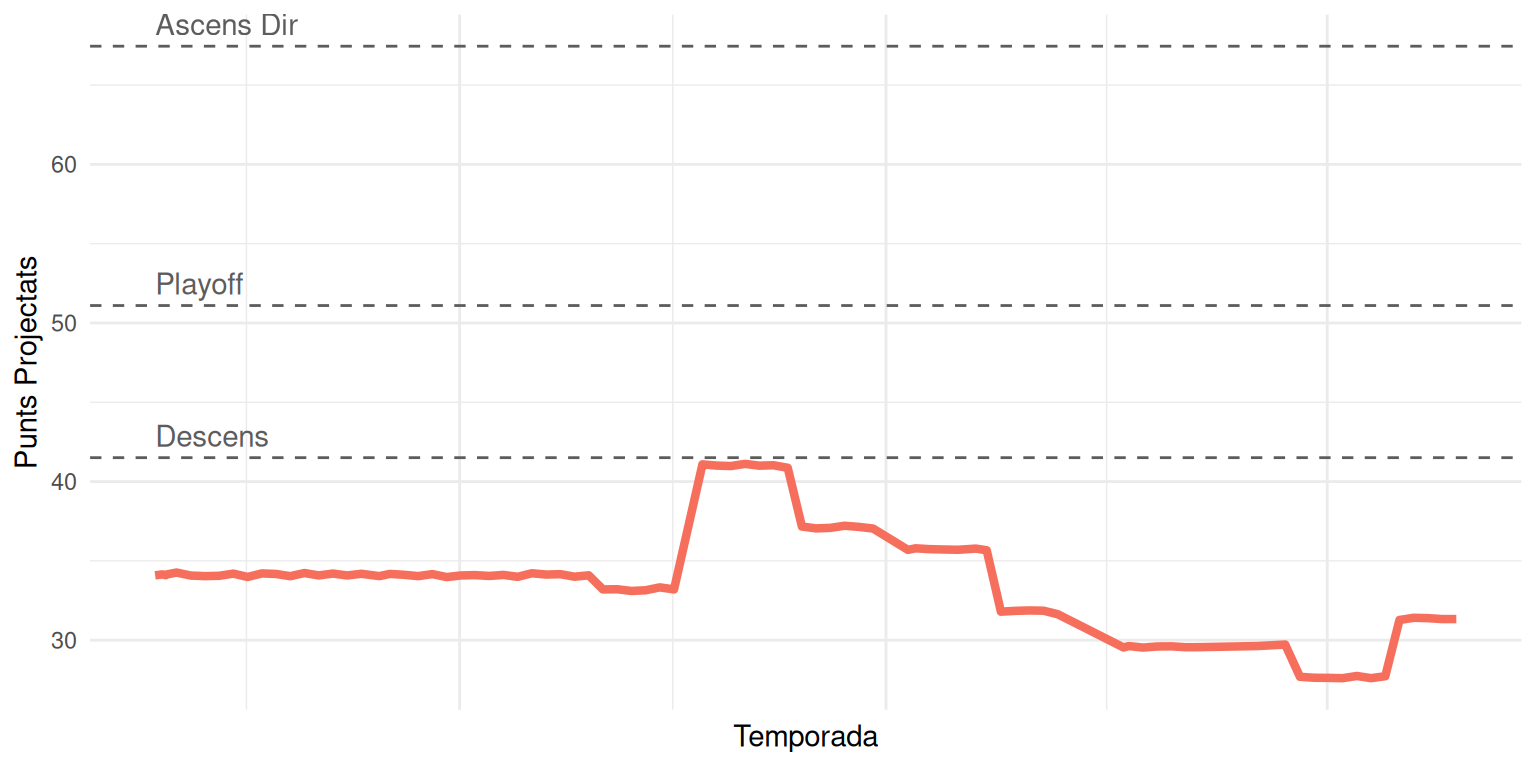 Ascens Dir
60
Playoff
50
Descens
40
30
Punts Projectats
Temporada